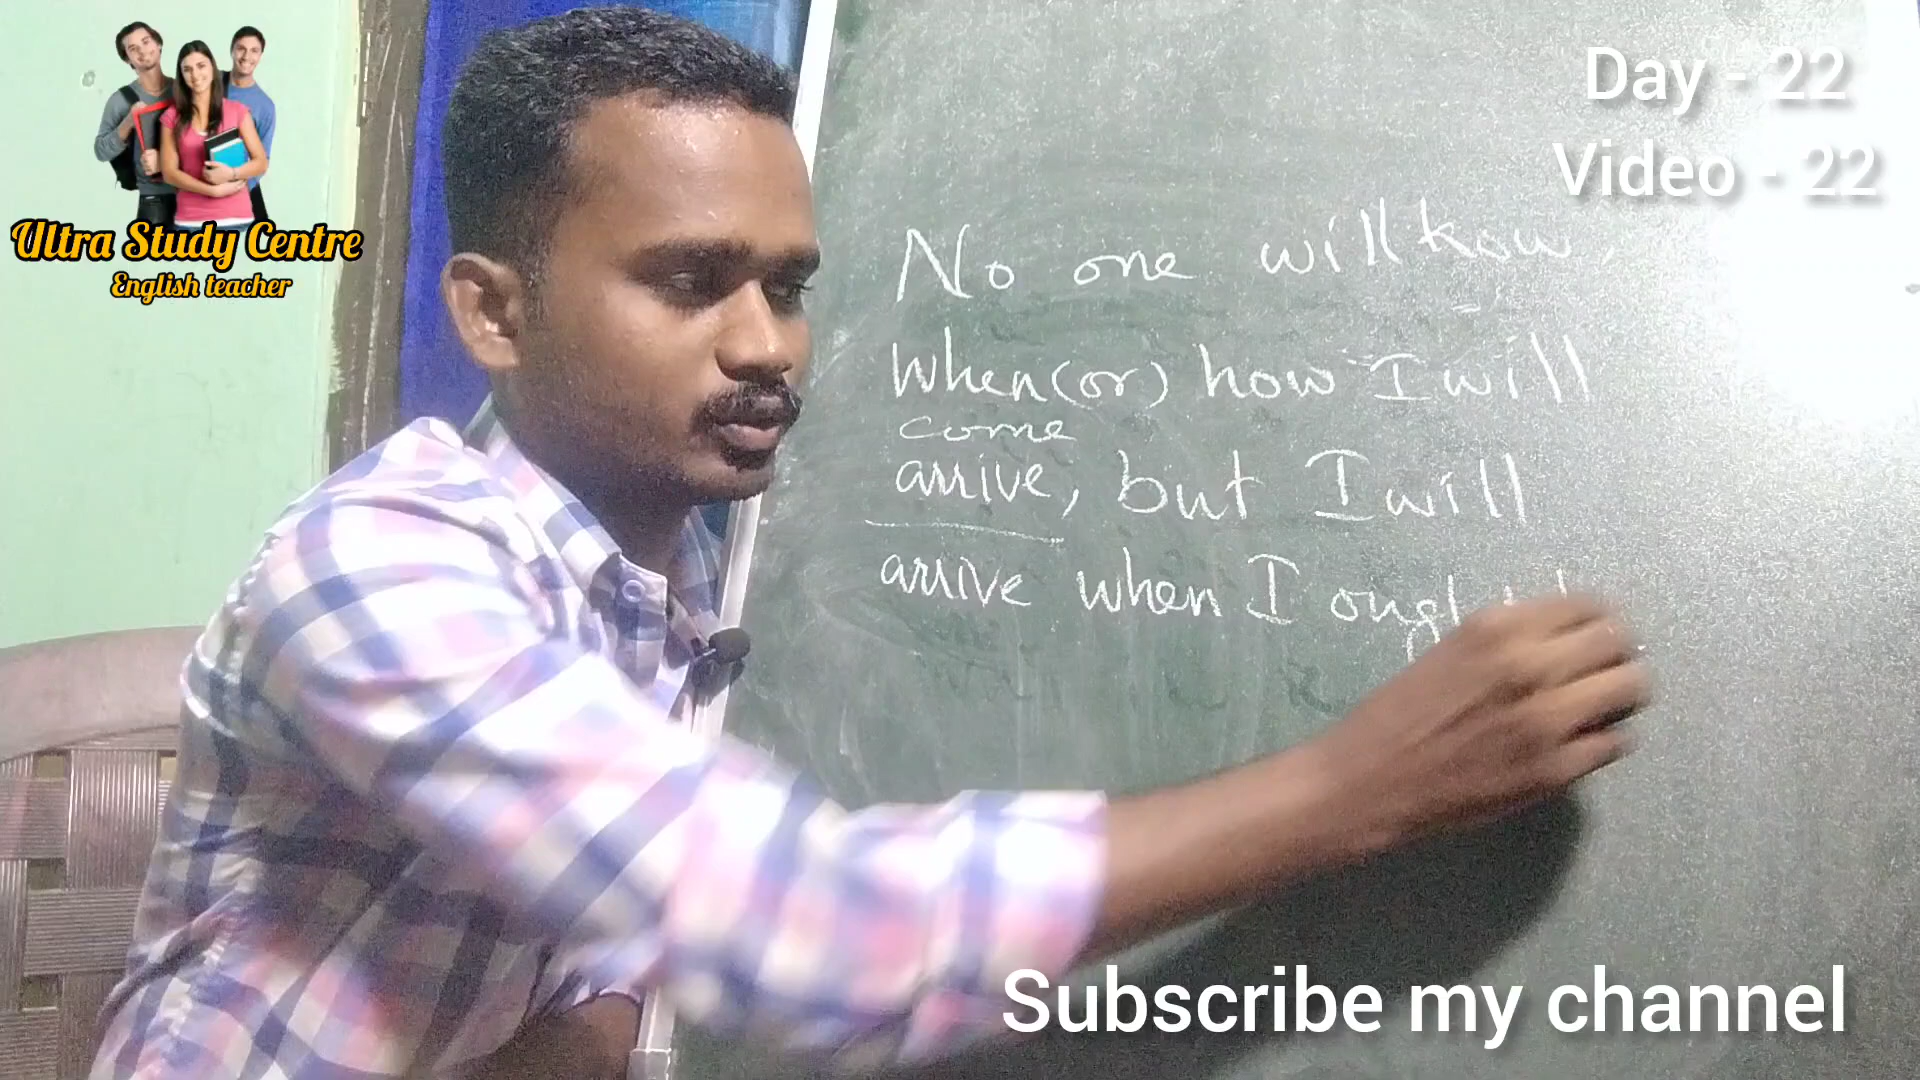 Ultra Study Centre
English teacher
Day - 22
Video - 22
No one will know,
When (or) how I will
come
arrive, but I will
arrive when I
Subscribe my channel